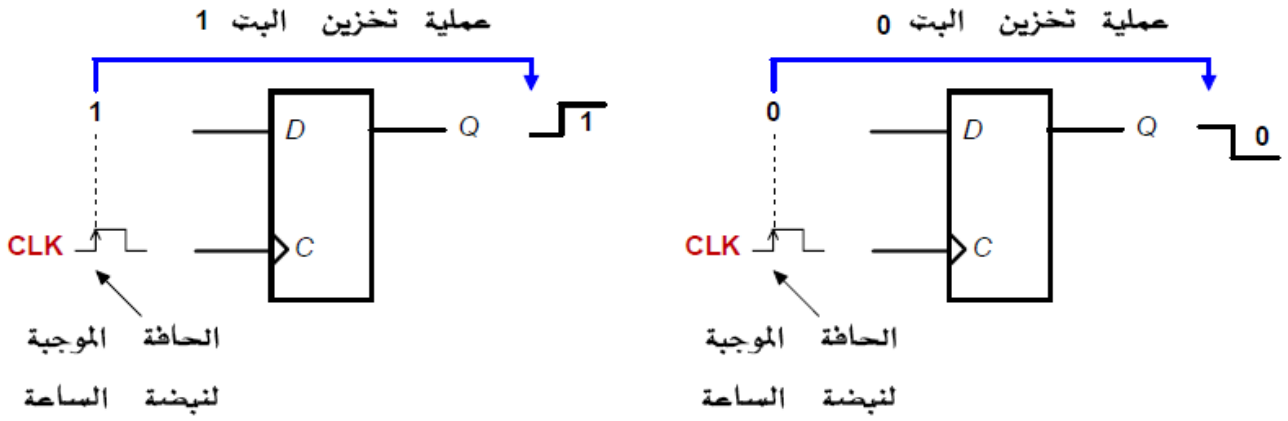 عملية تخزين البت 1
1
D
Q
1
CLK
C
الحافة الموجبة
لنبضة الساعة
عملية تخزين البت 0
0
D
Q
0
CLK
C
الحافة الموجبة
لنبضة الساعة